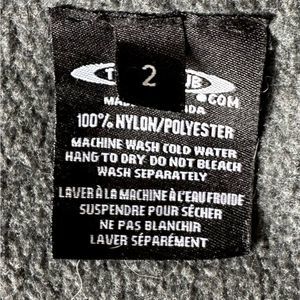 2
.COM
100% NYLON/POLYESTER
MACHINE WASH COLD WATER
HANG TO DRY DO NOT BLEACH
WASH SEPARATELY
LAVER À LA MACHINE À L'EAU FROIDE
SUSPENDRE POUR SÉCHER
NE PAS BLANCHIR
LAVER SÉPARÉMENT